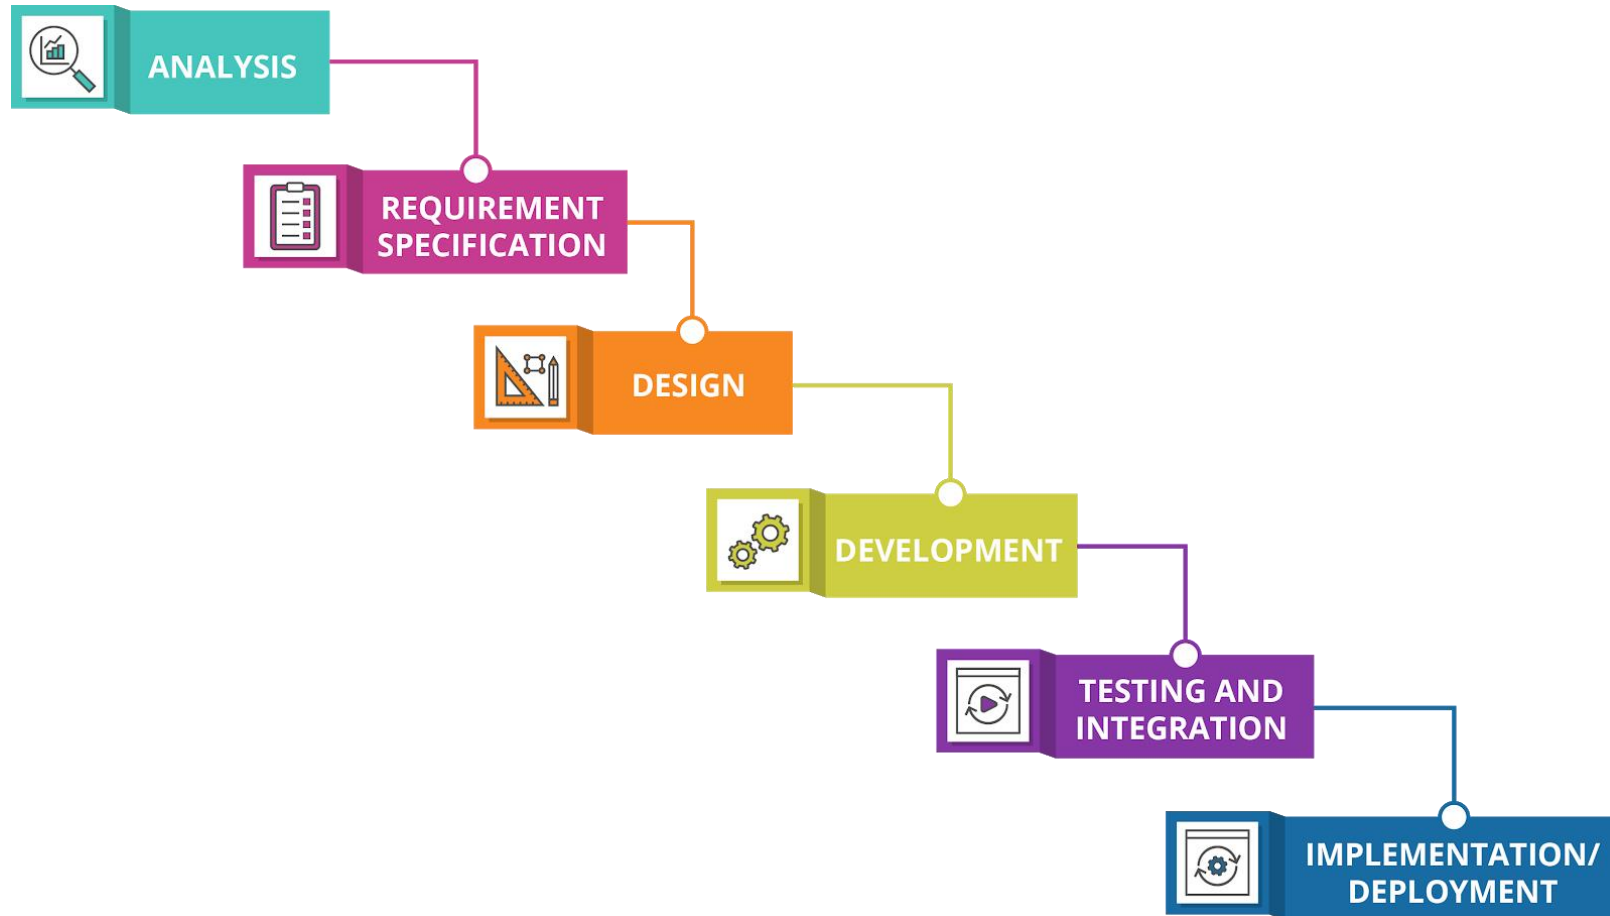 ANALYSIS
REQUIREMENT
SPECIFICATION
DESIGN
DEVELOPMENT
TESTING AND
INTEGRATION
IMPLEMENTATION/
DEPLOYMENT